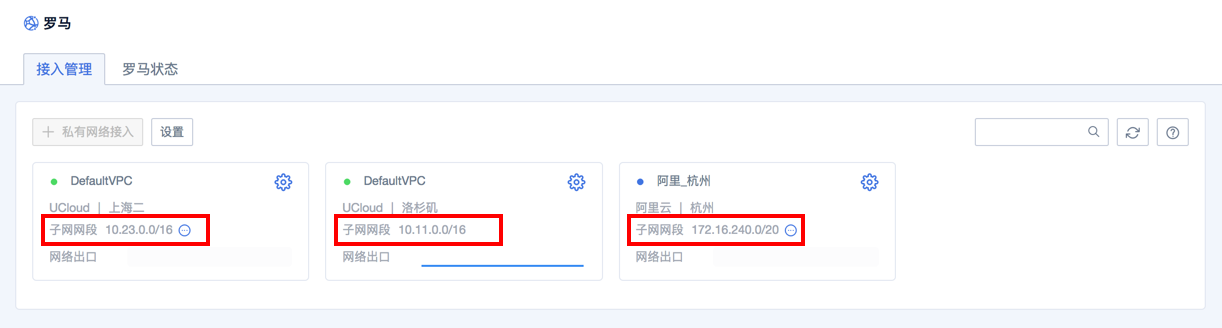 罗马
接入管理 罗马状态
私有网络接入 设置
DefaultVPC
UCloud | 上海二
子网网段 10.23.0.0/16
网络出口
DefaultVPC
UCloud | 洛杉矶
子网网段 10.11.0.0/16
网络出口
阿里_杭州
阿里云 | 杭州
子网网段 172.16.240.0/20
网络出口